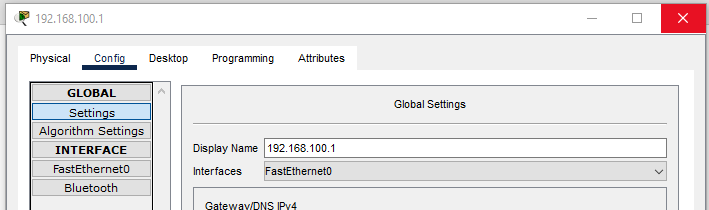 192.168.100.1
Physical Config Desktop Programming Attributes
GLOBAL
Settings
Algorithm Settings
INTERFACE
FastEthernet0
Bluetooth
Global Settings
Display Name 192.168.100.1
Interfaces FastEthernet0
Gateway/DNS IPv4